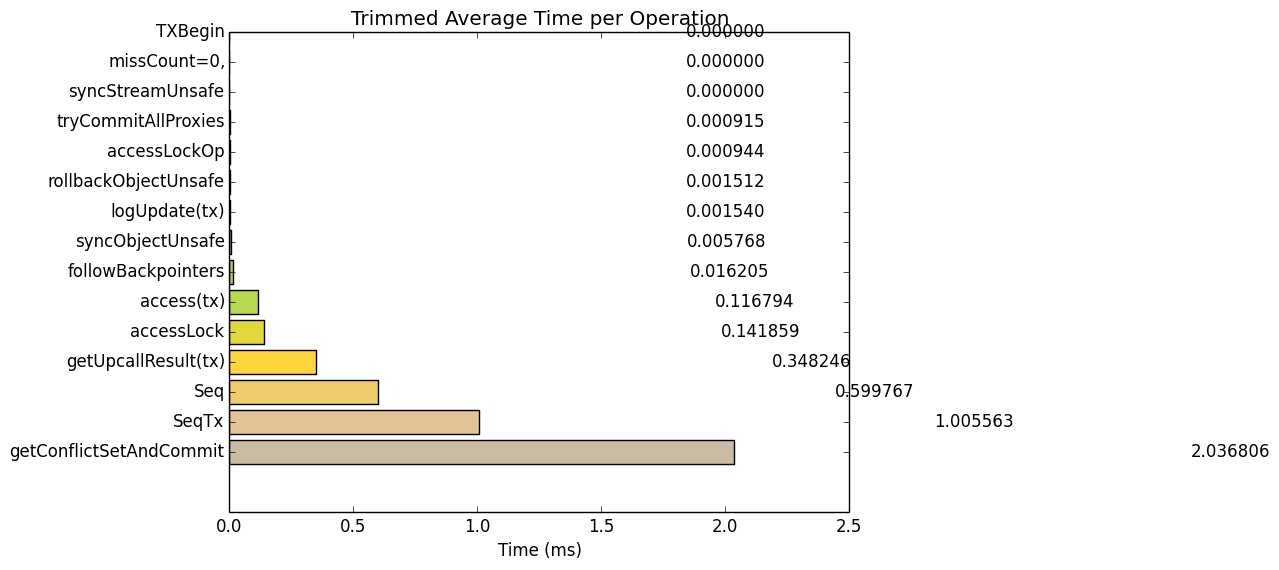 Trimmed Average Time per Operation
TXBegin 0.000000
missCount=0, 0.000000
syncStreamUnsafe 0.000000
tryCommitAllProxies 0.000915
accessLockOp 0.000944
rollbackObjectUnsafe 0.001512
logUpdate(tx) 0.001540
syncObjectUnsafe 0.005768
followBackpointers 0.016205
access(tx) 0.116794
accessLock 0.141859
getUpcallResult(tx) 0.348246
Seq 0.599767
SeqTx 1.005563
getConflictSetAndCommit 2.036806
0.0 0.5 1.0 1.5 2.0 2.5
Time (ms)